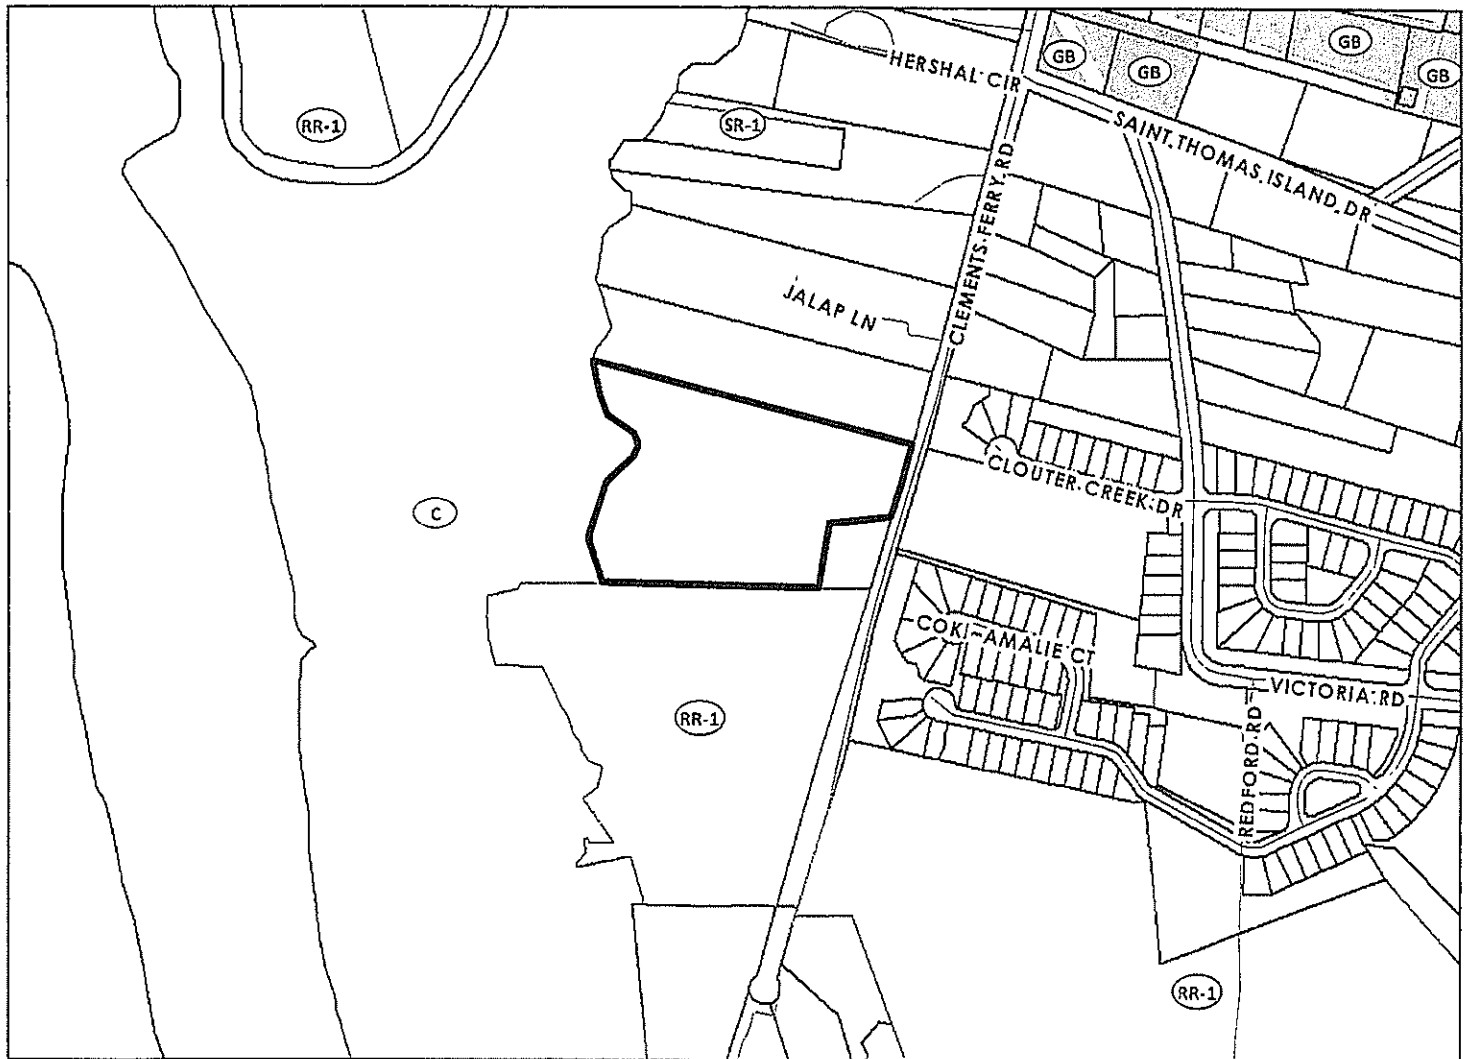 GB
GB
GB
GB
HERSHAL CIR
RR-1
SR-1
SAINT THOMAS ISLAND DR
CLEMENTS FERRY RD
JALAP LN
CLOUTER CREEK DR
C
COKI AMALIE CT
VICTORIA RD
RR-1
REDFORD RD
RR-1